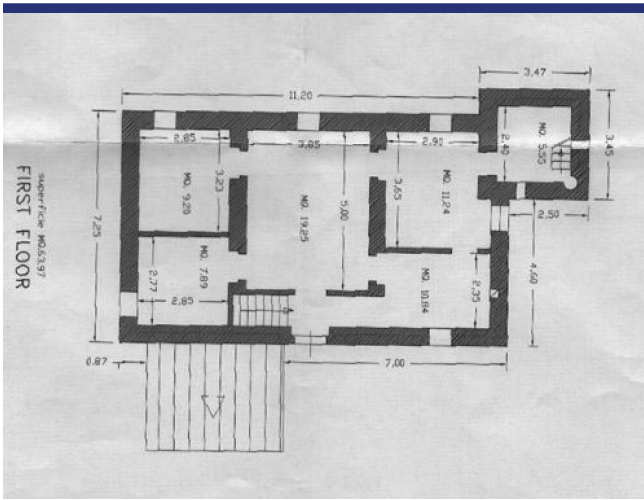 3,47
11,20
2,85
3,85
2,90
2,45
MQ. 5.55
3,45
3,23
MQ. 9.20
5,00
MQ. 19.25
3,65
MQ. 11,24
2,50
7,25
FIRST FLOOR
superficie MQ.63.97
2,77
MQ. 7.89
2,85
MQ. 10.84
2,35
4,60
0.87
7,00